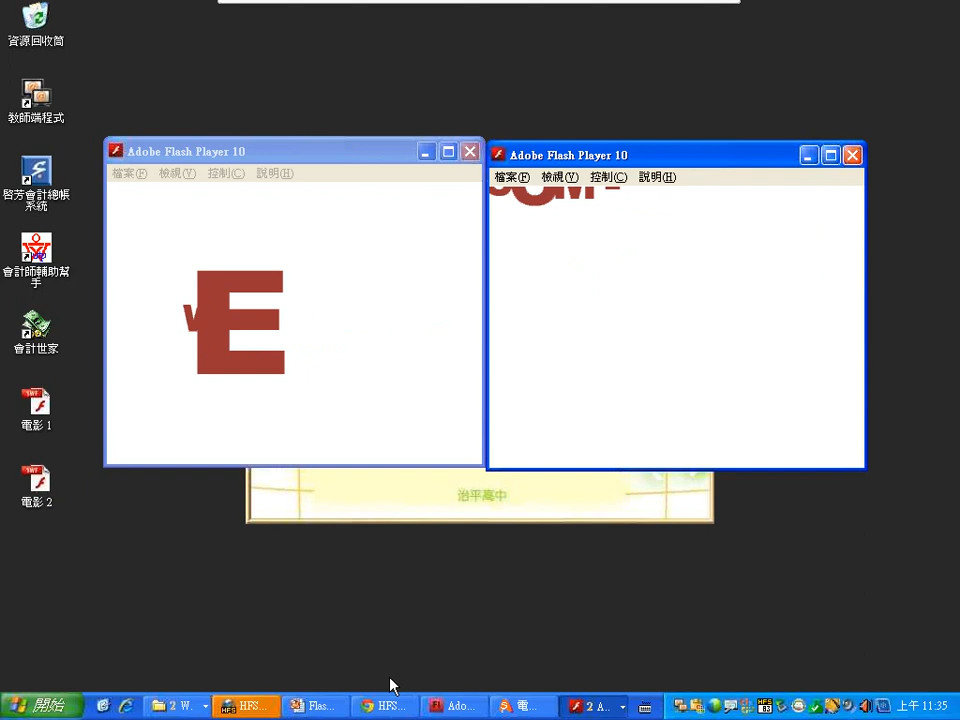 資源回收筒
教師端程式
啓芳會計總帳
系統
會計師輔助幫
手
會計世家
電影 1
電影 2
Adobe Flash Player 10
檔案(F) 檢視(V) 控制(C) 說明(H)
E
Adobe Flash Player 10
檔案(F) 檢視(V) 控制(C) 說明(H)
治平高中
開始
2 W...
HFS...
Flas...
HFS...
Ado...
電...
2 A...
上午 11:35